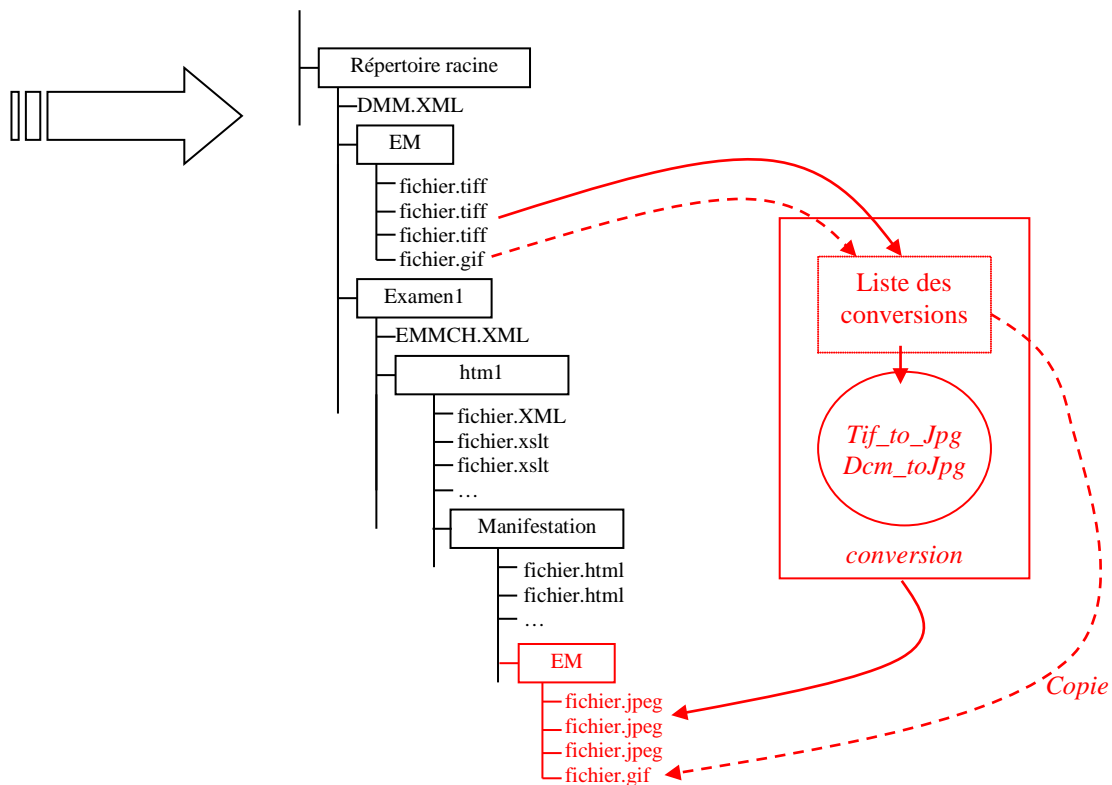 Répertoire racine
DMM.XML
EM
fichier.tiff
fichier.tiff
fichier.tiff
fichier.gif
Examen1
EMMCH.XML
htm1
fichier.XML
fichier.xslt
fichier.xslt
…
Manifestation
fichier.html
fichier.html
…
EM
fichier.jpeg
fichier.jpeg
fichier.jpeg
fichier.gif
Liste des
conversions
Tif_to_Jpg
Dcm_toJpg
conversion
Copie